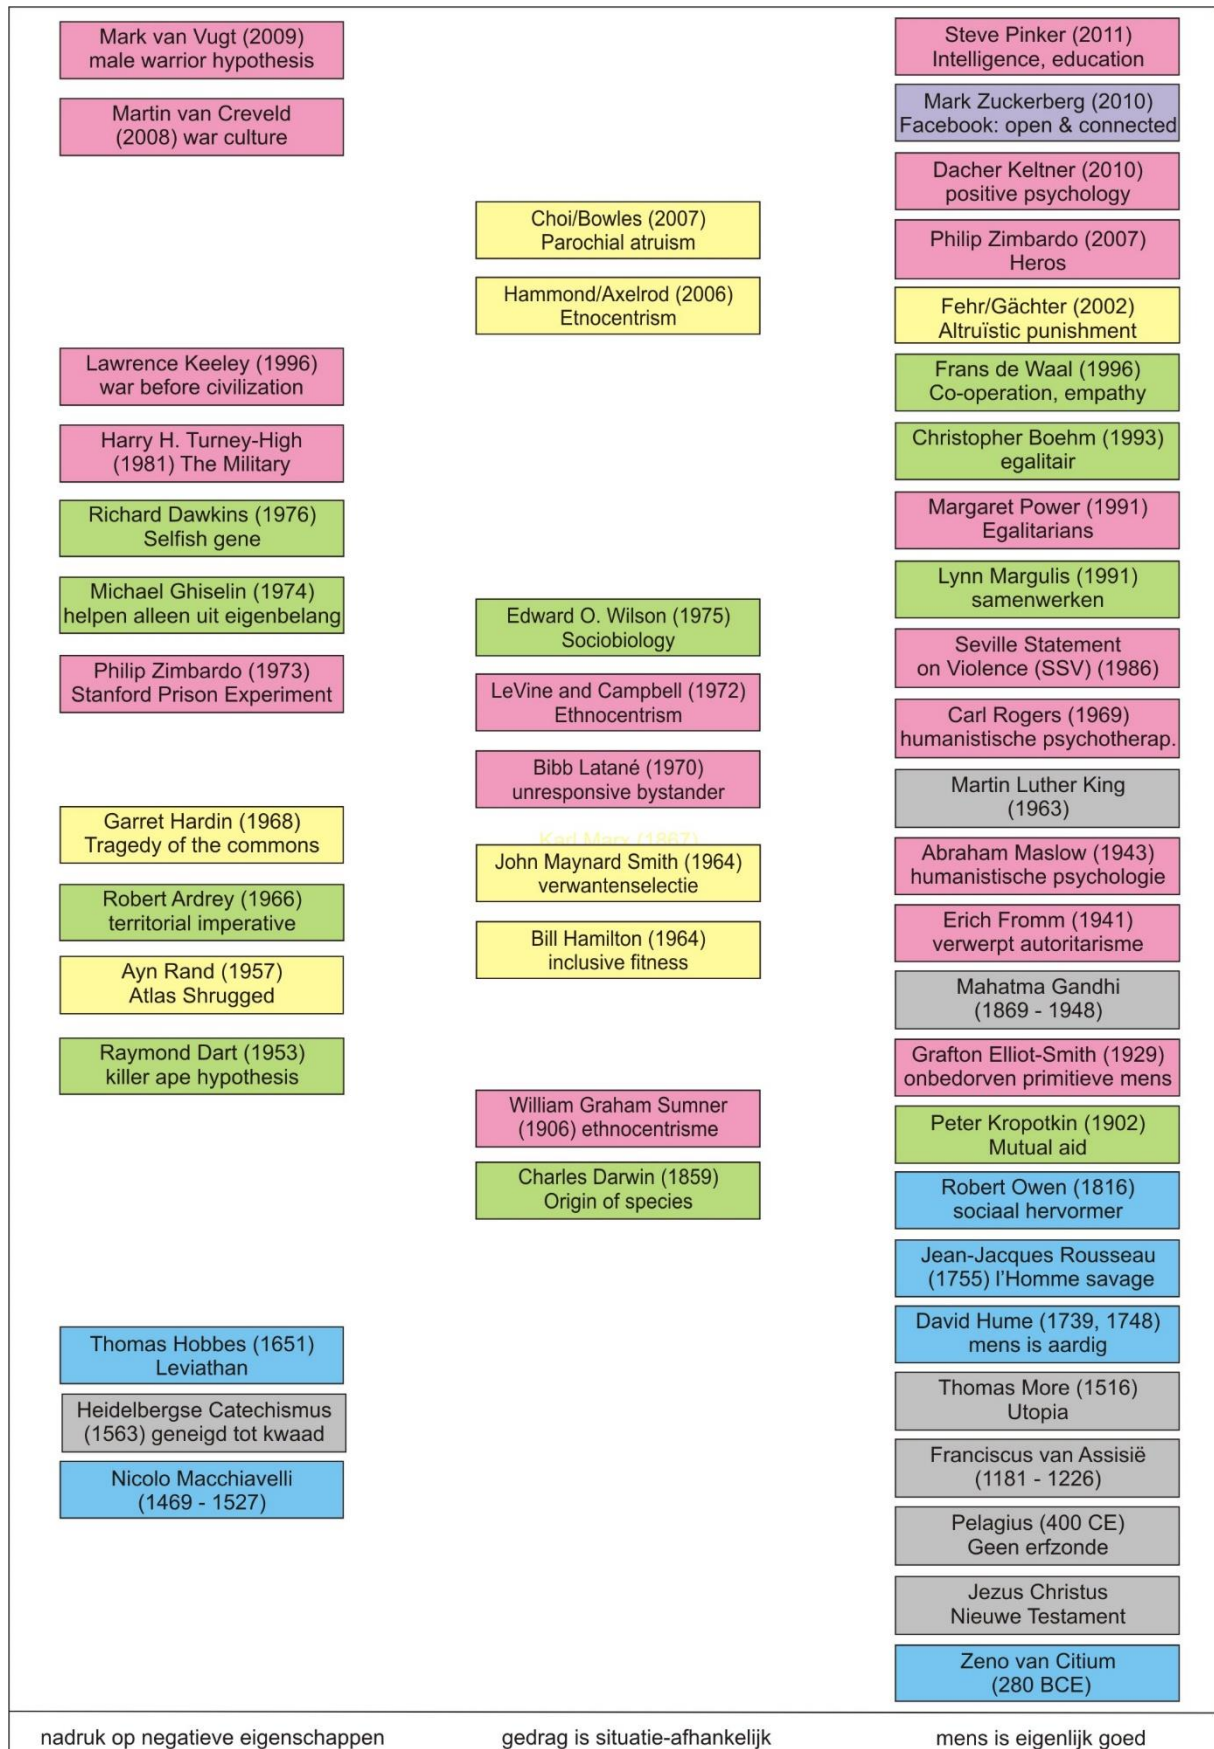 Mark van Vugt (2009)
male warrior hypothesis
Martin van Creveld
(2008) war culture
Lawrence Keeley (1996)
war before civilization
Harry H. Turney-High
(1981) The Military
Richard Dawkins (1976)
Selfish gene
Michael Ghiselin (1974)
helpen alleen uit eigenbelang
Philip Zimbardo (1973)
Stanford Prison Experiment
Garret Hardin (1968)
Tragedy of the commons
Robert Ardrey (1966)
territorial imperative
Ayn Rand (1957)
Atlas Shrugged
Raymond Dart (1953)
killer ape hypothesis
Thomas Hobbes (1651)
Leviathan
Heidelbergse Catechismus
(1563) geneigd tot kwaad
Nicolo Macchiavelli
(1469 - 1527)
nadruk op negatieve eigenschappen
Choi/Bowles (2007)
Parochial atruism
Hammond/Axelrod (2006)
Etnocentrism
Edward O. Wilson (1975)
Sociobiology
LeVine and Campbell (1972)
Ethnocentrism
Bibb Latané (1970)
unresponsive bystander
Karl Marx (1867)
John Maynard Smith (1964)
verwantenselectie
Bill Hamilton (1964)
inclusive fitness
William Graham Sumner
(1906) ethnocentrisme
Charles Darwin (1859)
Origin of species
gedrag is situatie-afhankelijk
Steve Pinker (2011)
Intelligence, education
Mark Zuckerberg (2010)
Facebook: open & connected
Dacher Keltner (2010)
positive psychology
Philip Zimbardo (2007)
Heros
Fehr/Gächter (2002)
Altruïstic punishment
Frans de Waal (1996)
Co-operation, empathy
Christopher Boehm (1993)
egalitair
Margaret Power (1991)
Egalitarians
Lynn Margulis (1991)
samenwerken
Seville Statement
on Violence (SSV) (1986)
Carl Rogers (1969)
humanistische psychotherap.
Martin Luther King
(1963)
Abraham Maslow (1943)
humanistische psychologie
Erich Fromm (1941)
verwerpt autoritarisme
Mahatma Gandhi
(1869 - 1948)
Grafton Elliot-Smith (1929)
onbedorven primitieve mens
Peter Kropotkin (1902)
Mutual aid
Robert Owen (1816)
sociaal hervormer
Jean-Jacques Rousseau
(1755) l'Homme savage
David Hume (1739, 1748)
mens is aardig
Thomas More (1516)
Utopia
Franciscus van Assisië
(1181 - 1226)
Pelagius (400 CE)
Geen erfzonde
Jezus Christus
Nieuwe Testament
Zeno van Citium
(280 BCE)
mens is eigenlijk goed